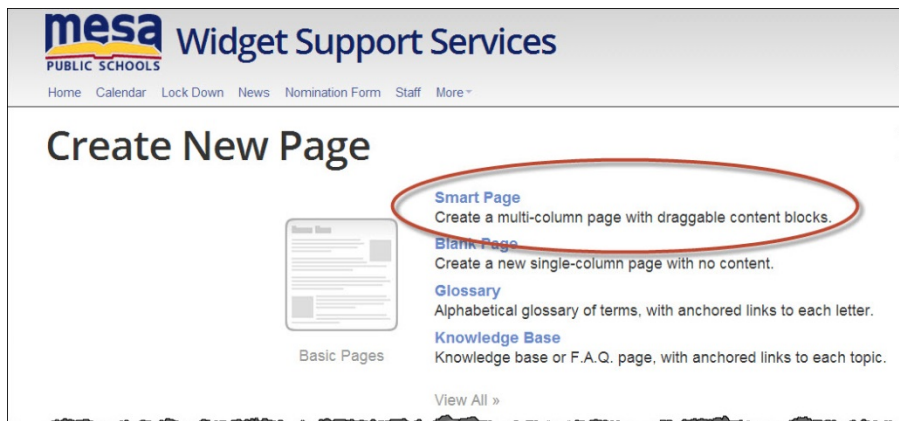 mesa
PUBLIC SCHOOLS
Widget Support Services
Home Calendar Lock Down News Nomination Form Staff More
Create New Page
Smart Page
Create a multi-column page with draggable content blocks.
Blank Page
Create a new single-column page with no content.
Glossary
Alphabetical glossary of terms, with anchored links to each letter.
Knowledge Base
Knowledge base or F.A.Q. page, with anchored links to each topic.
Basic Pages
View All »